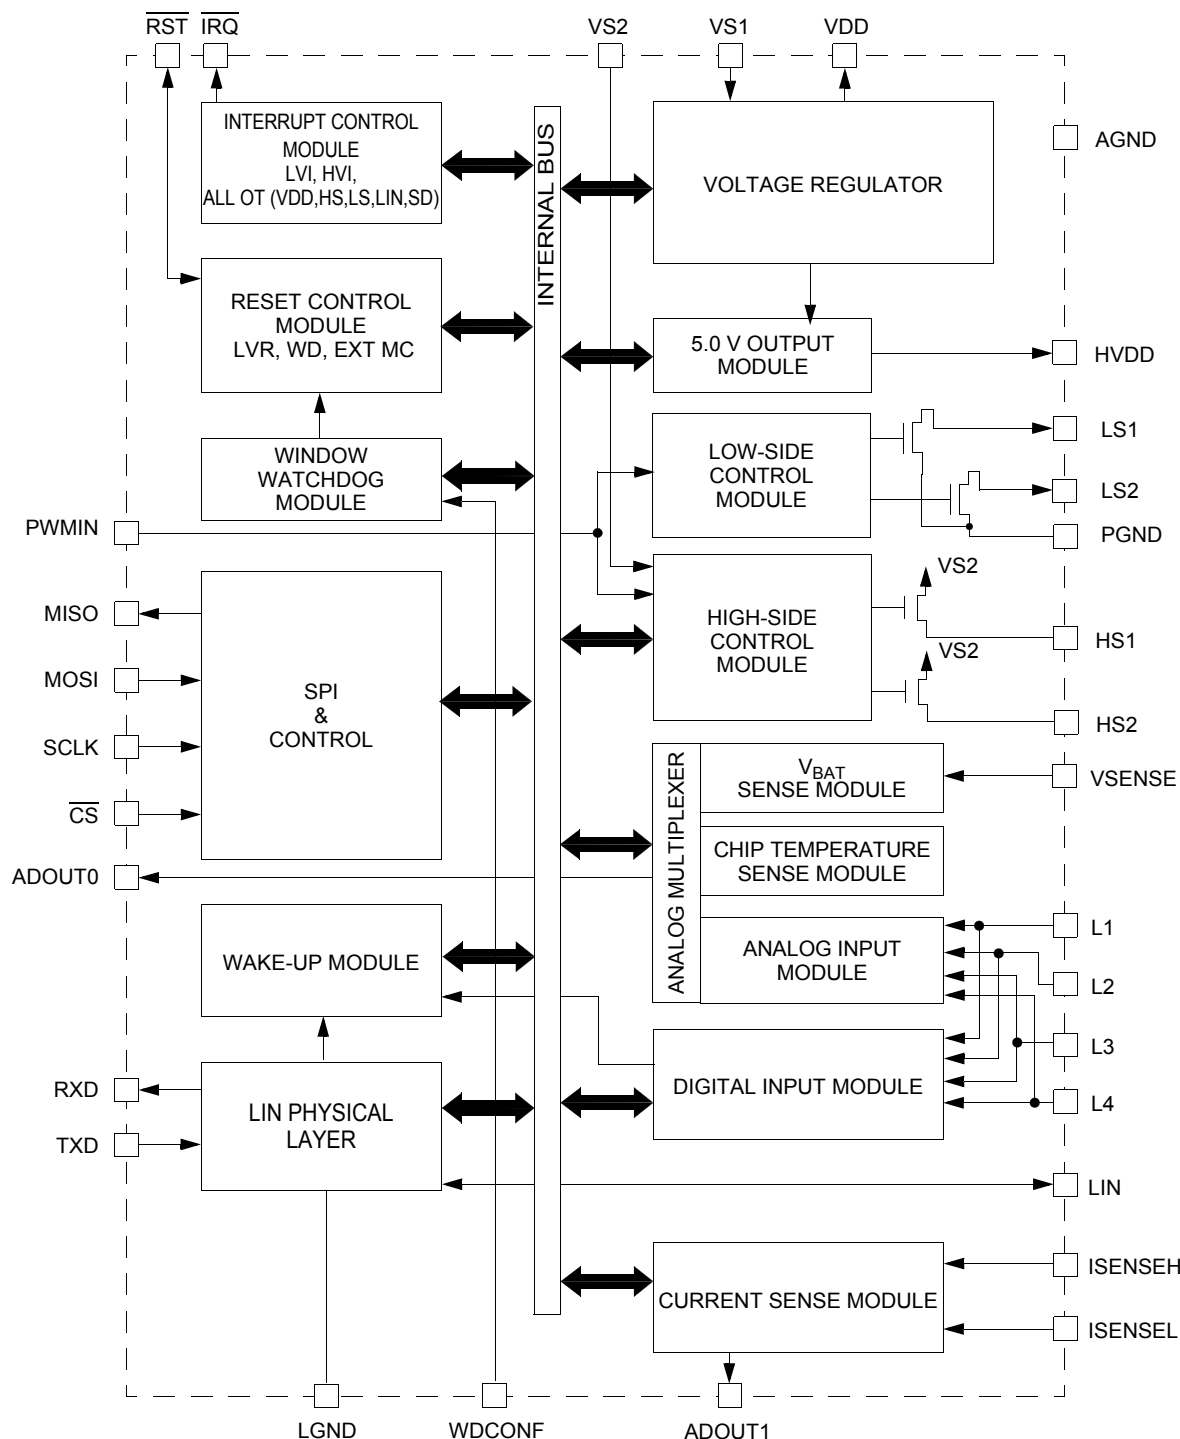 RST
IRQ
VS2
VS1
VDD
INTERRUPT CONTROL
MODULE
LVI, HVI,
ALL OT (VDD,HS,LS,LIN,SD)
INTERNAL BUS
VOLTAGE REGULATOR
AGND
RESET CONTROL
MODULE
LVR, WD, EXT MC
5.0 V OUTPUT
MODULE
HVDD
WINDOW
WATCHDOG
MODULE
LOW-SIDE
CONTROL
MODULE
LS1
LS2
PWMIN
PGND
VS2
MISO
HIGH-SIDE
CONTROL
MODULE
HS1
VS2
MOSI
SPI
&
CONTROL
HS2
SCLK
CS
ANALOG MULTIPLEXER
VBAT
SENSE MODULE
VSENSE
CHIP TEMPERATURE
SENSE MODULE
ADOUT0
L1
WAKE-UP MODULE
ANALOG INPUT
MODULE
L2
L3
RXD
DIGITAL INPUT MODULE
L4
LIN PHYSICAL
LAYER
TXD
LIN
ISENSEH
CURRENT SENSE MODULE
ISENSEL
LGND
WDCONF
ADOUT1